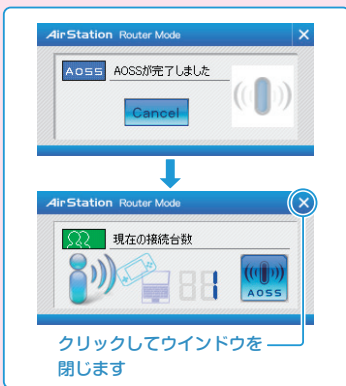 AirStation Router Mode
AOSS AOSSが完了しました
Cancel
AirStation Router Mode
現在の接続台数
1
AOSS
クリックしてウインドウを
閉じます